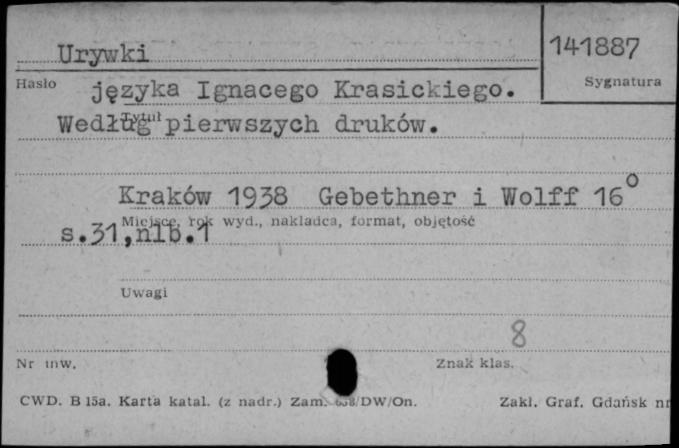 Urywki
141887
Hasło
Sygnatura
języka Ignacego Krasickiego.
Tytuł
Według pierwszych druków.
Kraków 1938 Gebethner i Wolff 16°
Miejsce, rok wyd., nakładca, format, objętość
s.31,nlb.1
Uwagi
8
Nr inw.
Znak klas.
CWD. B 15a. Karta katal. (z nadr.) Zam. /DW/On.
Zakł. Graf. Gdańsk nr